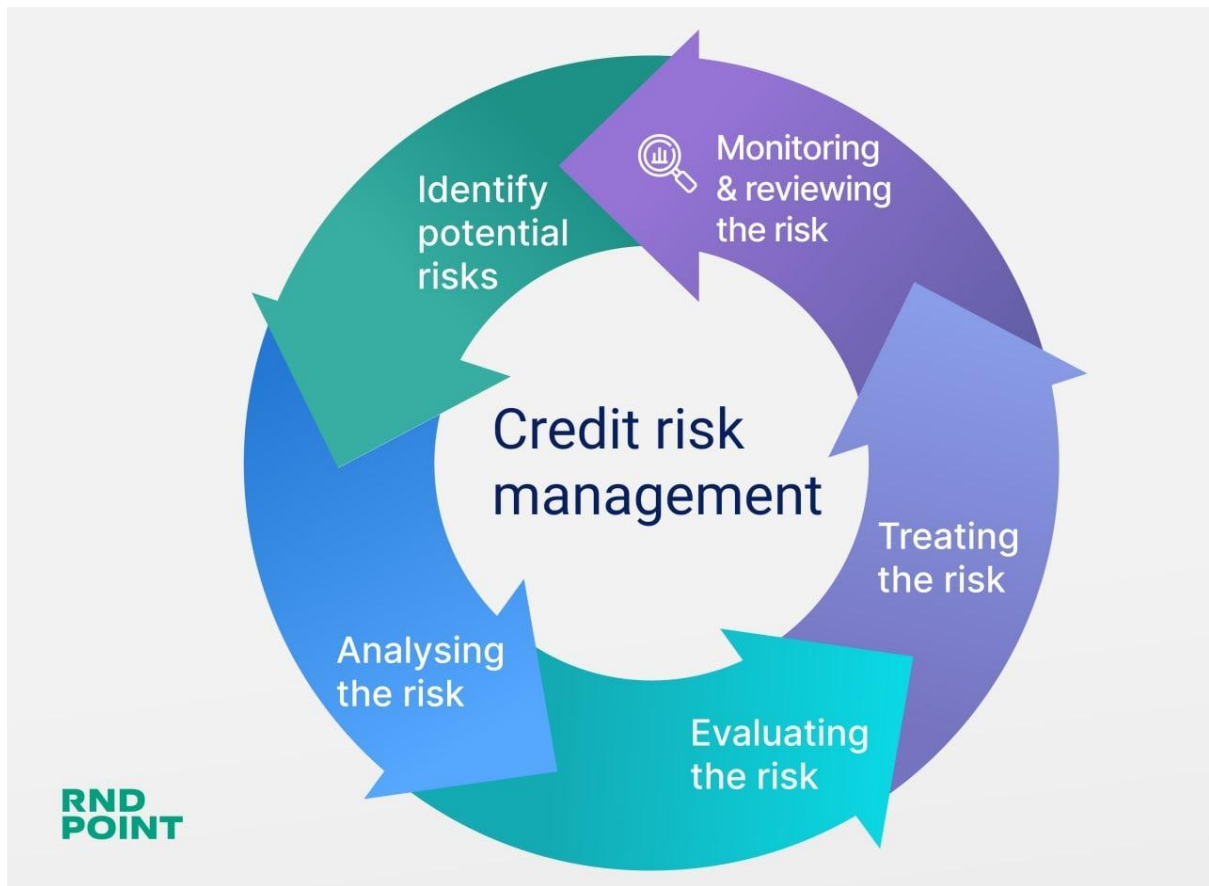 Monitoring
& reviewing
the risk
Identify
potential
risks
Credit risk
management
Treating
the risk
Analysing
the risk
Evaluating
the risk
RND
POINT